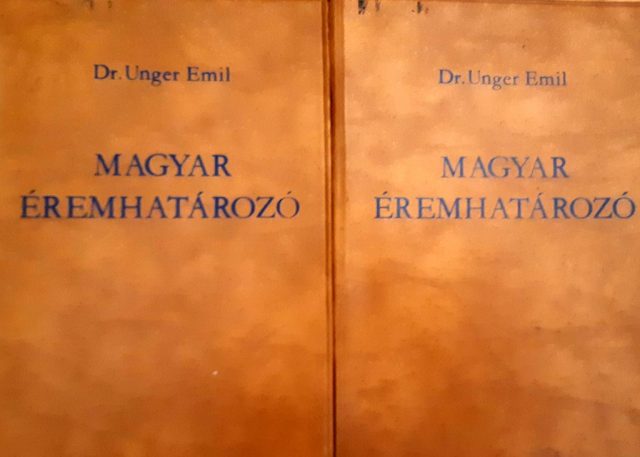 Dr. Unger Emil
MAGYAR
ÉREMHATÁROZÓ
Dr. Unger Emil
MAGYAR
ÉREMHATÁROZÓ